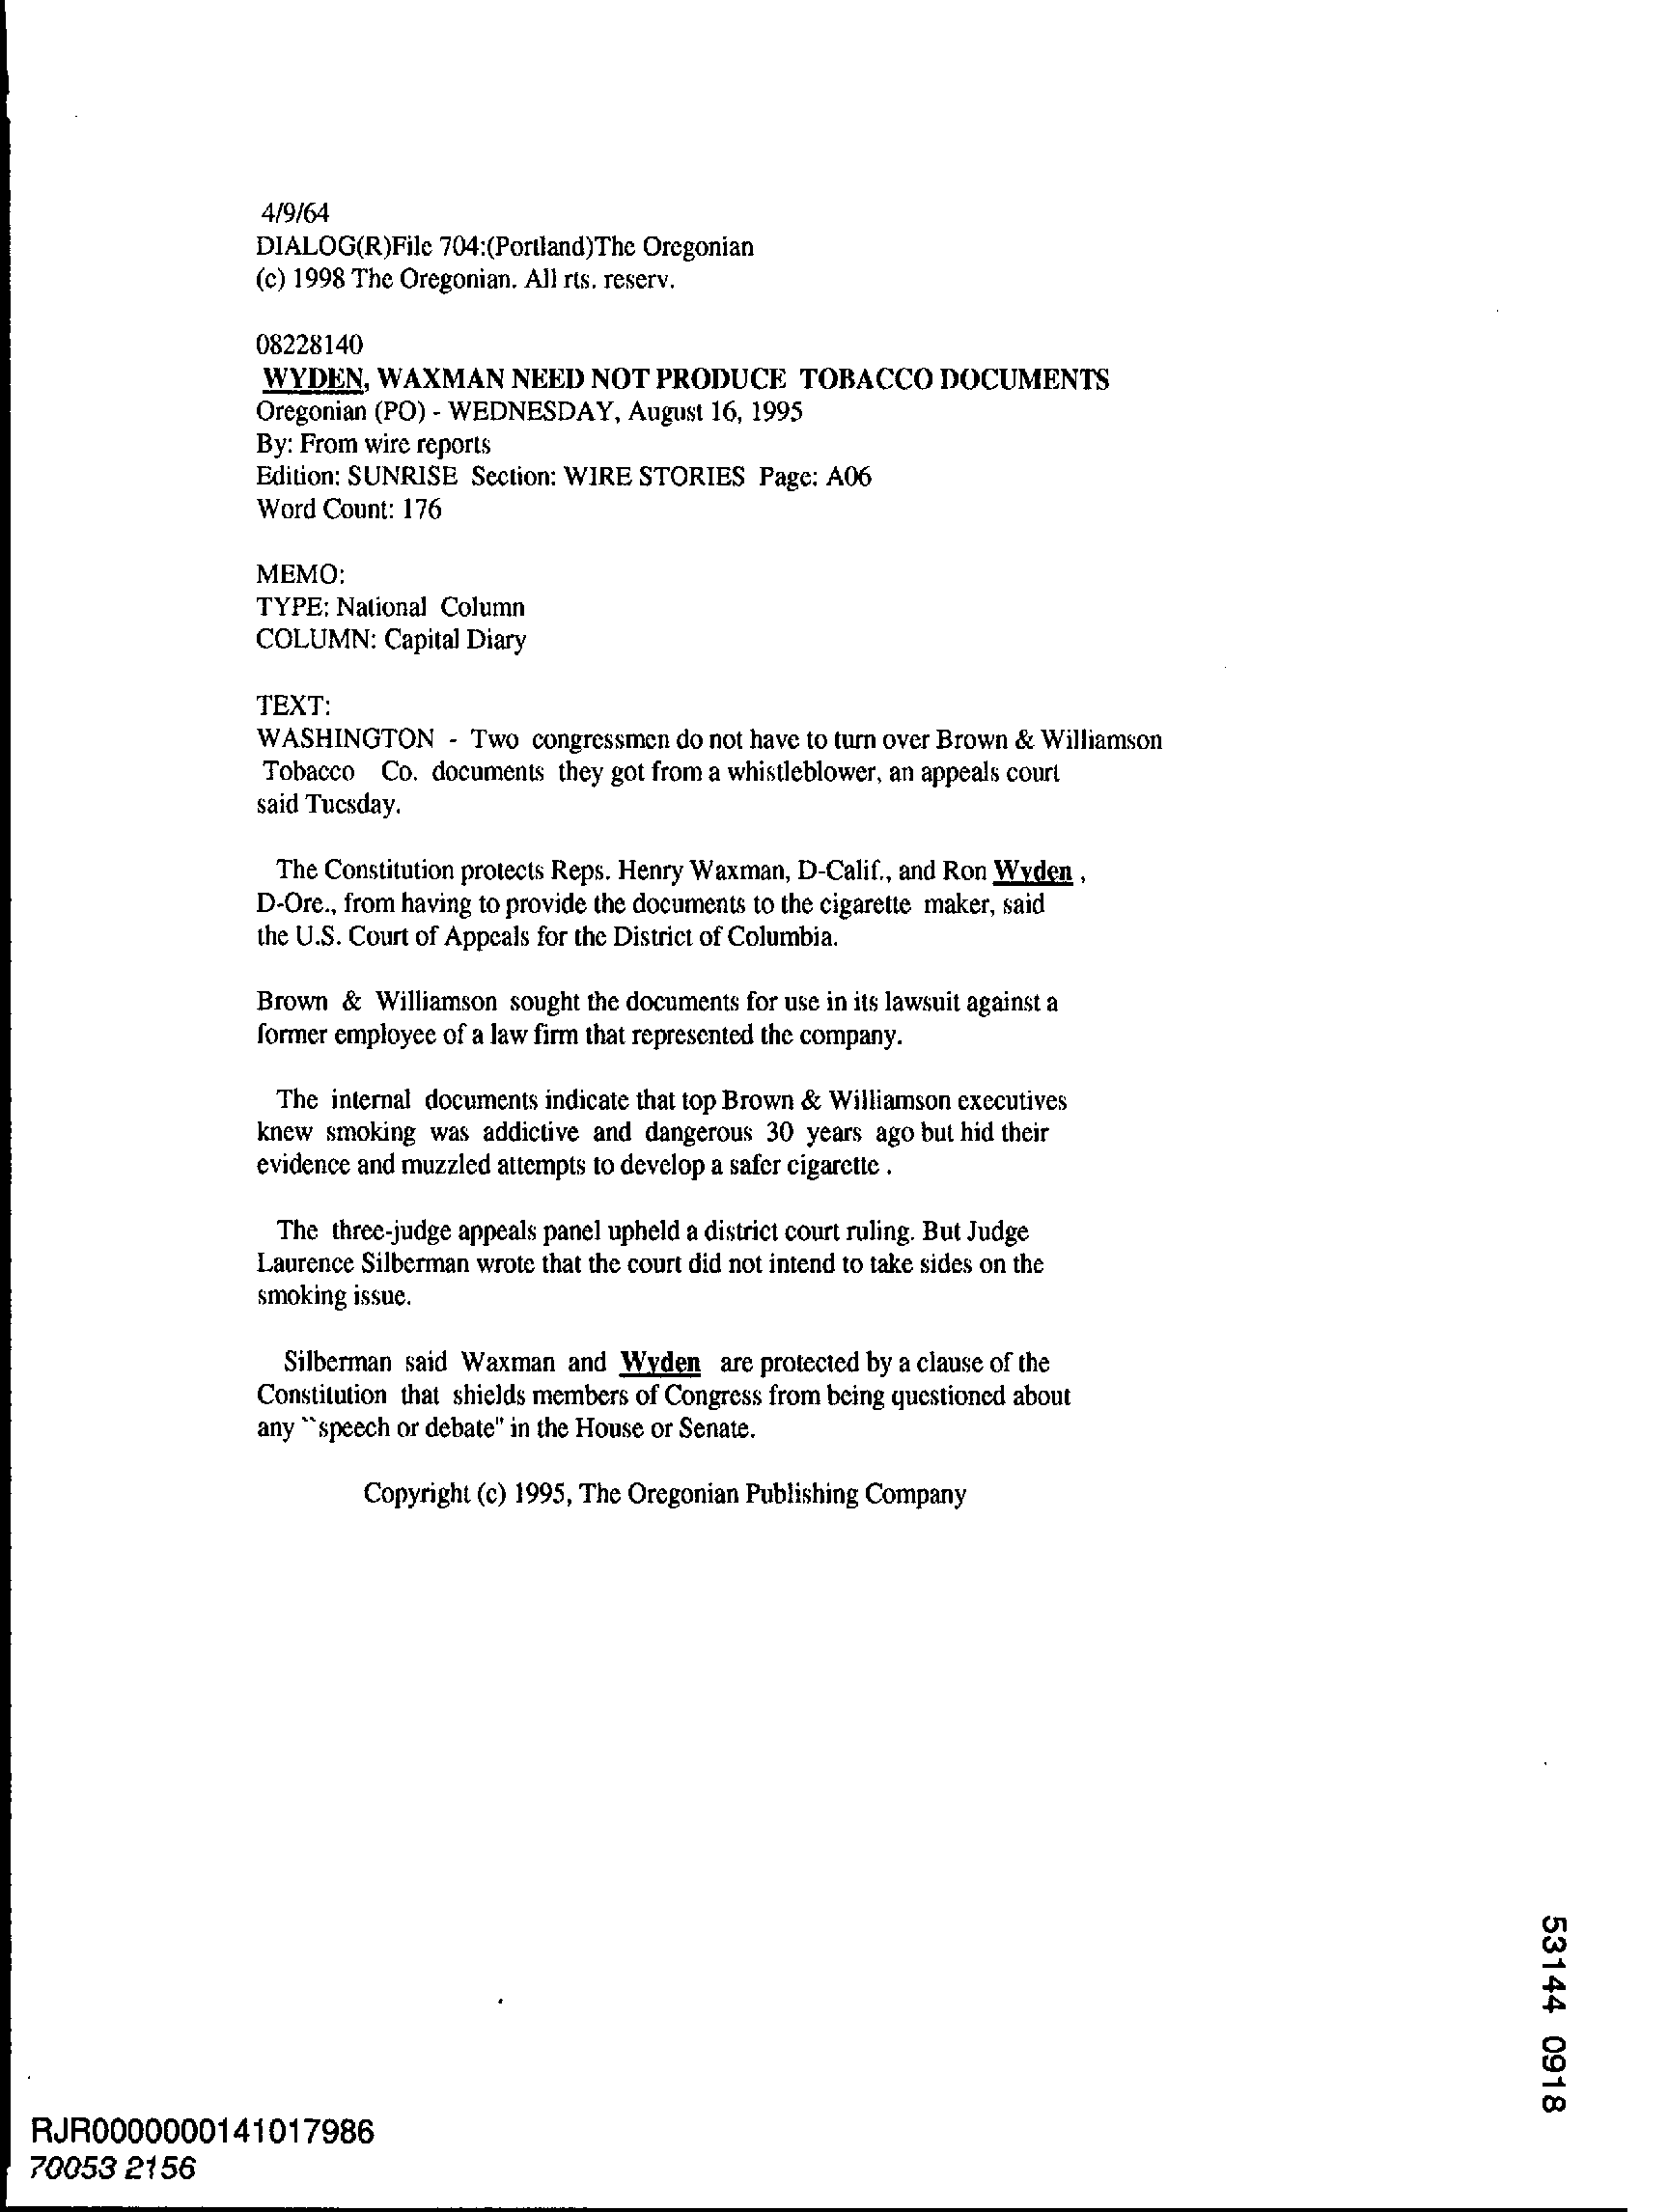 4/9/64
DIALOG(R)File 704:(Portland)The Oregonian
(c) 1998 The Oregonian. All rts. reserv.
08228140
WYDEN, WAXMAN NEED NOT PRODUCE TOBACCO DOCUMENTS
Oregonian (PO) - WEDNESDAY, August 16, 1995
By: From wire reports
Edition: SUNRISE Section: WIRE STORIES Page: A06
Word Count: 176
MEMO:
TYPE: National Column
COLUMN: Capital Diary
TEXT:
WASHINGTON - Two congressmen do not have to turn over Brown & Williamson
Tobacco Co. documents they got from a whistleblower, an appeals court
said Tuesday.
The Constitution protects Reps. Henry Waxman, D-Calif., and Ron Wyden ,
D-Ore., from having to provide the documents to the cigarette maker, said
the U.S. Court of Appeals for the District of Columbia.
Brown & Williamson sought the documents for use in its lawsuit against a
former employee of a law firm that represented the company.
The internal documents indicate that top Brown & Williamson executives
knew smoking was addictive and dangerous 30 years ago but hid their
evidence and muzzled attempts to develop a safer cigarette .
The three-judge appeals panel upheld a district court ruling. But Judge
Laurence Silberman wrote that the court did not intend to take sides on the
smoking issue.
Silberman said Waxman and Wyden are protected by a clause of the
Constitution that shields members of Congress from being questioned about
any ``speech or debate" in the House or Senate.
Copyright (c) 1995, The Oregonian Publishing Company
53144 0918
RJR0000000141017986
70053 2156